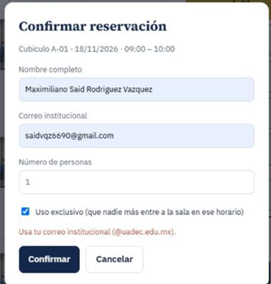 Confirmar reservación
Cubículo A-01 · 18/11/2026 · 09:00 – 10:00
Nombre completo
Maximiliano Said Rodriguez Vazquez
Correo institucional
saidvqz6690@gmail.com
Número de personas
1
Uso exclusivo (que nadie más entre a la sala en ese horario)
Usa tu correo institucional (@uadec.edu.mx).
Confirmar Cancelar